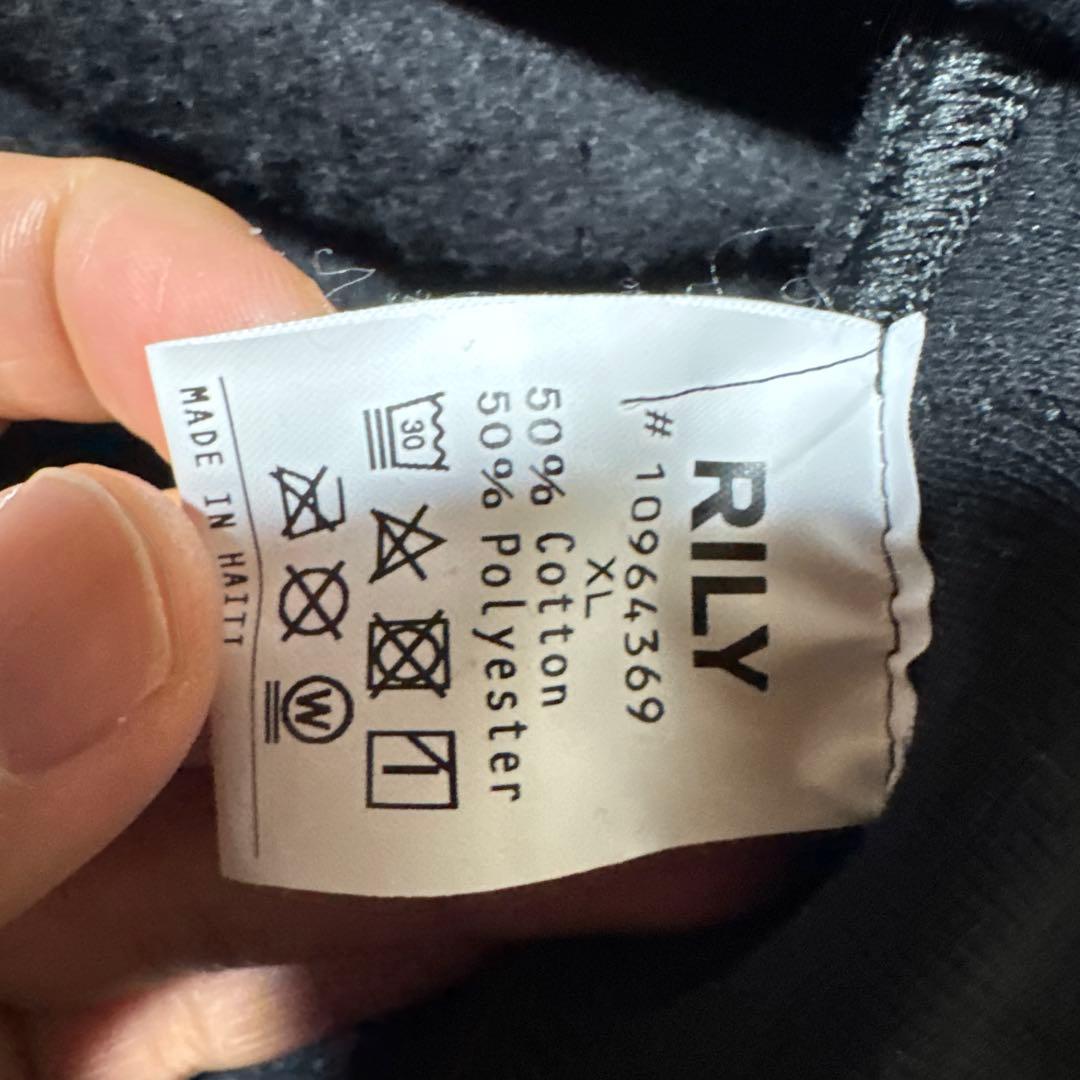 RILY
# 10964369
XL
50% Cotton
50% Polyester
30
W
MADE IN HAITI